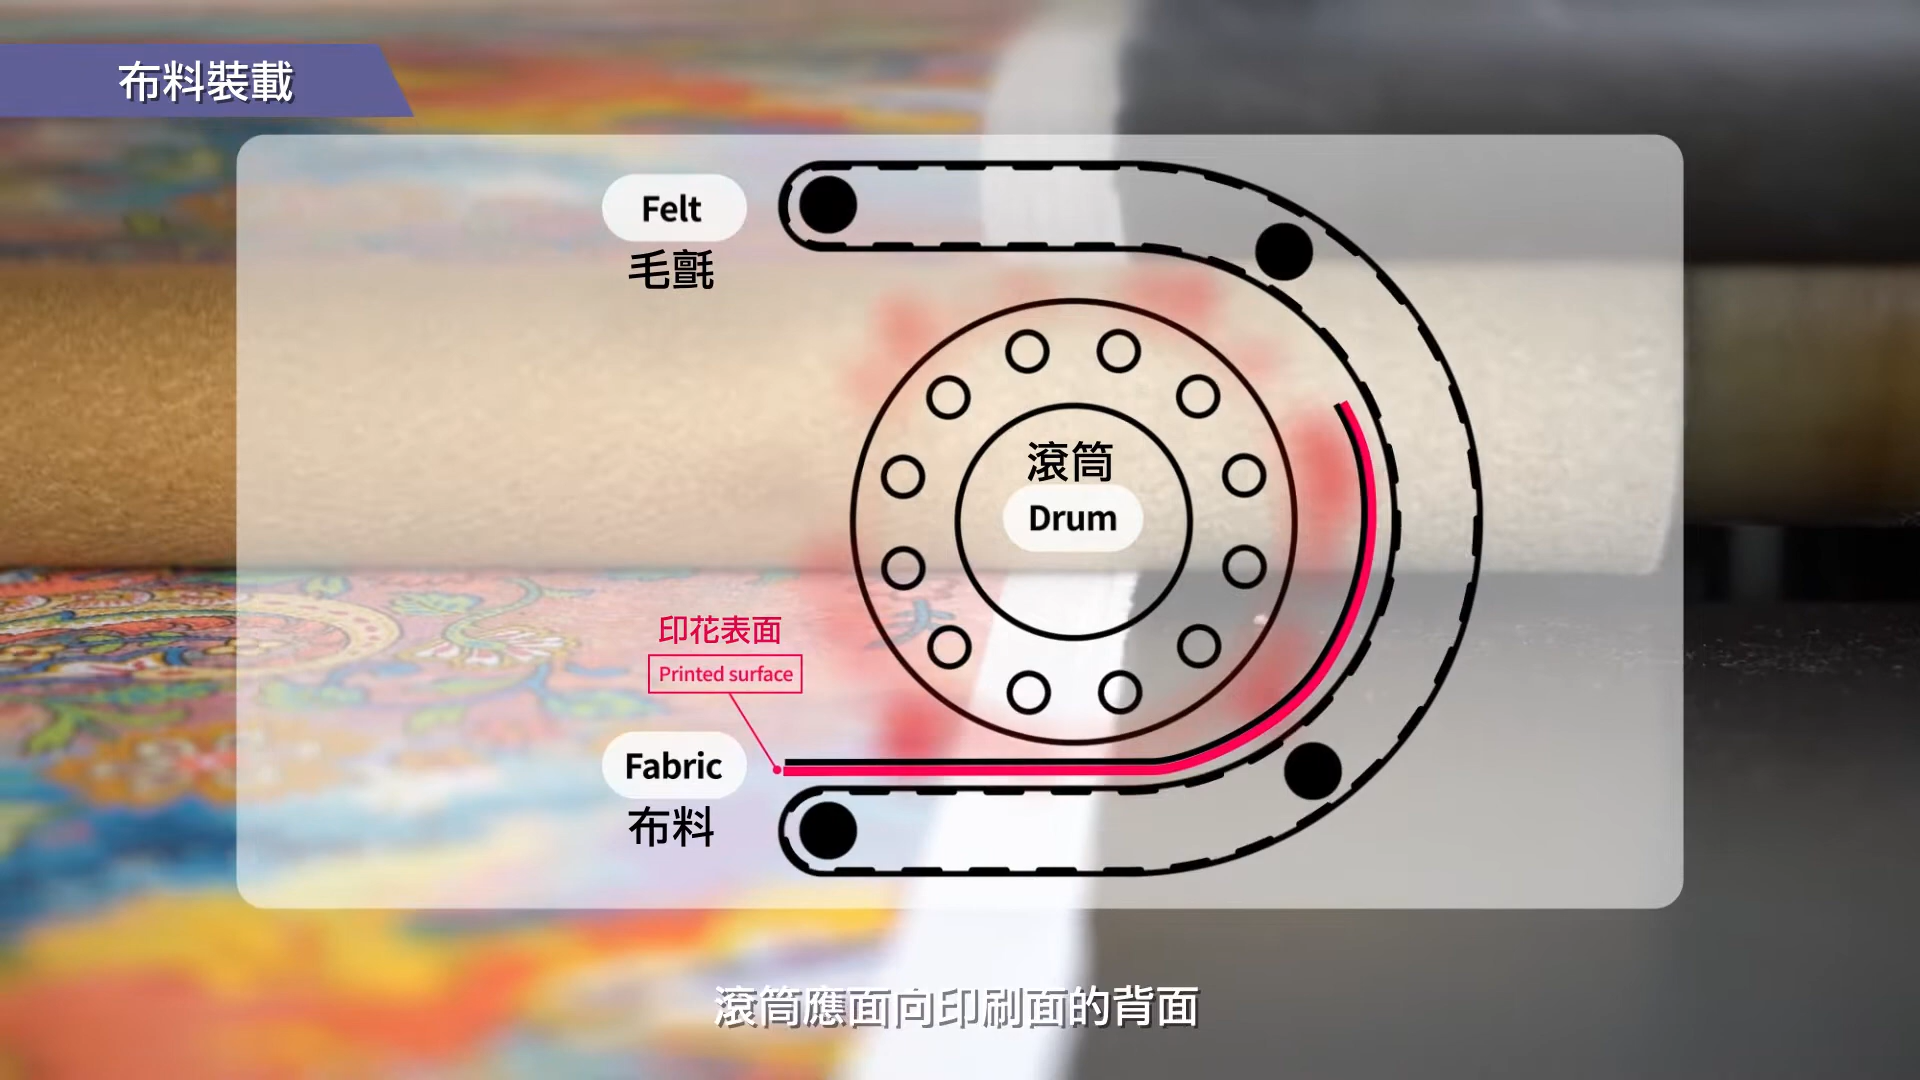 布料裝載
Felt
毛氈
滾筒
Drum
印花表面
Printed surface
Fabric
布料
滾筒應面向印刷面的背面